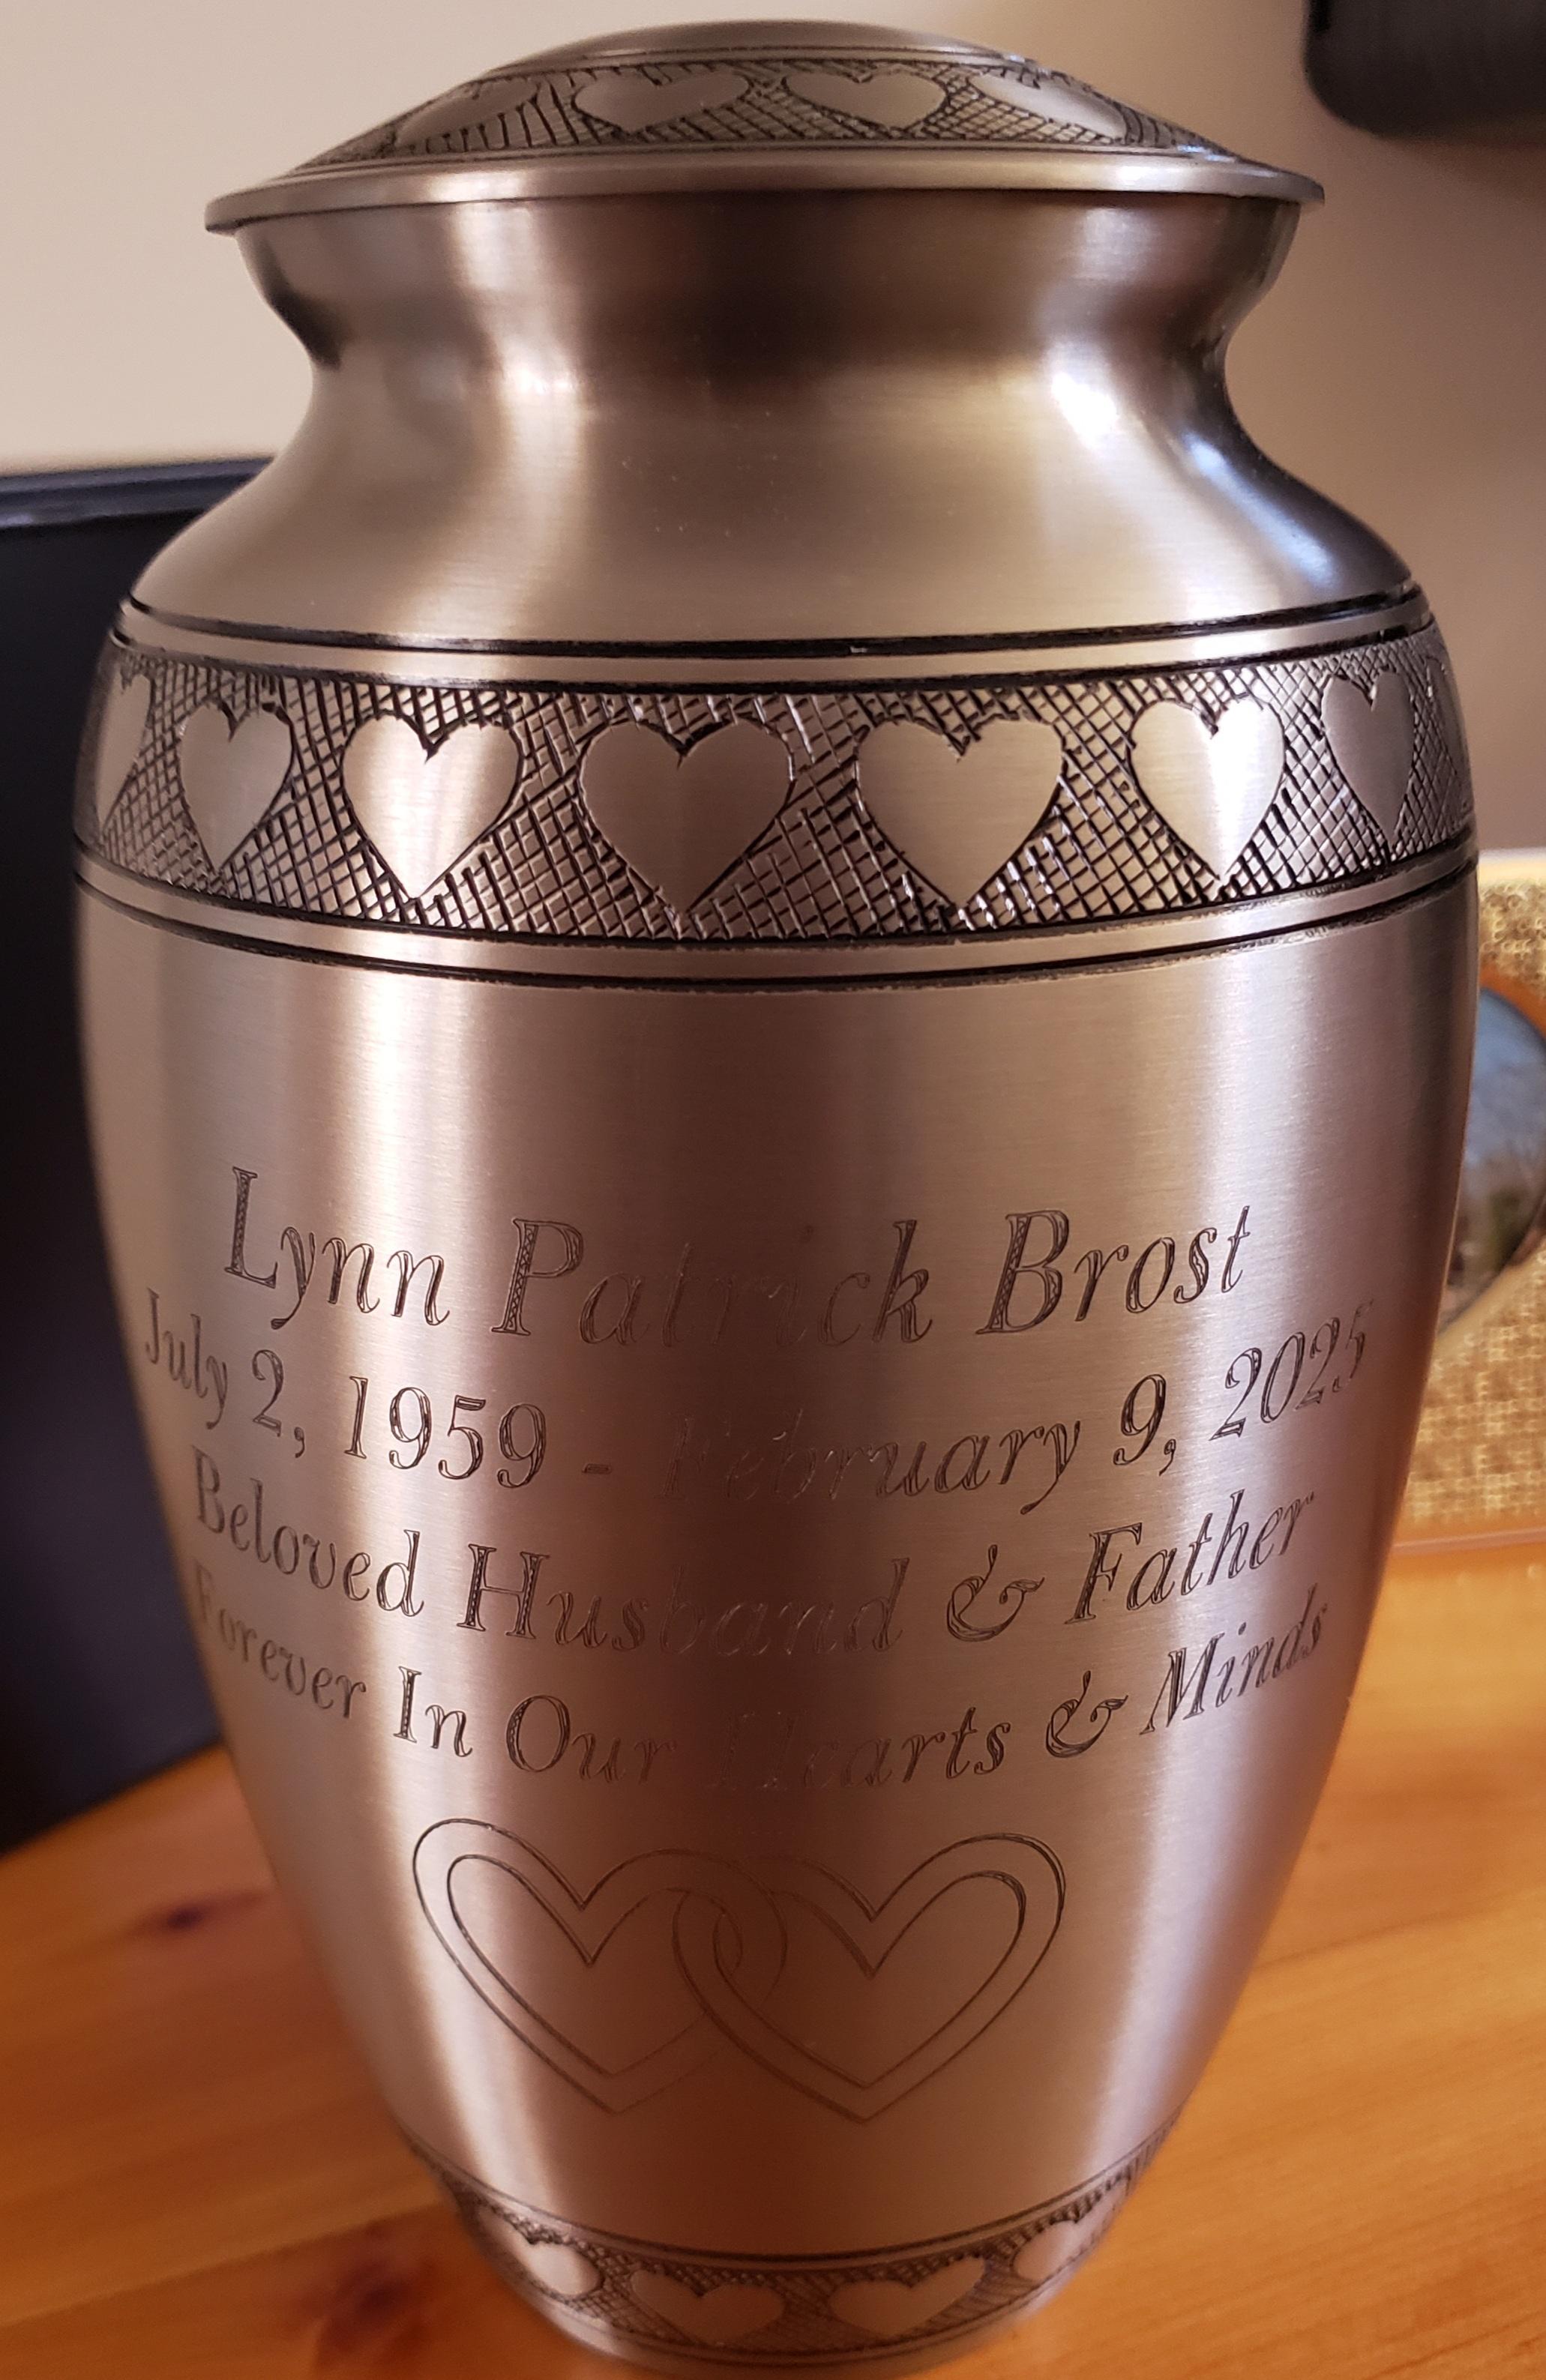 Lynn Patrick Brost
July 2, 1959 - February 9, 2025
Beloved Husband & Father
Forever In Our Hearts & Minds